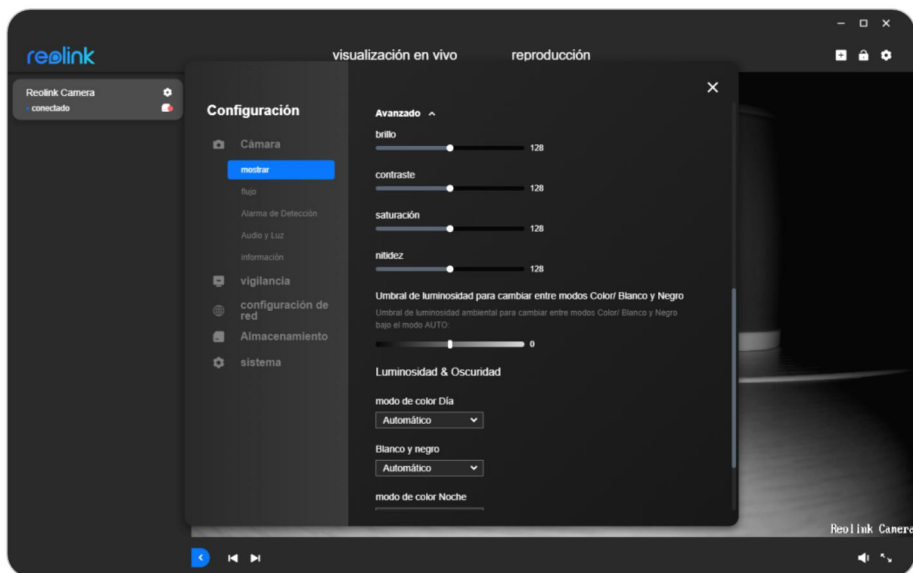 reolink
visualización en vivo
reproducción
Reolink Camera
conectado
Configuración
Cámara
mostrar
flujo
Alarma de Detección
Audio y Luz
información
vigilancia
configuración de
red
Almacenamiento
sistema
Avanzado
brillo
128
contraste
128
saturación
128
nitidez
128
Umbral de luminosidad para cambiar entre modos Color/ Blanco y Negro
Umbral de luminosidad ambiental para cambiar entre modos Color/ Blanco y Negro
bajo el modo AUTO:
0
Luminosidad & Oscuridad
modo de color Día
Automático
Blanco y negro
Automático
modo de color Noche
Reolink Camera